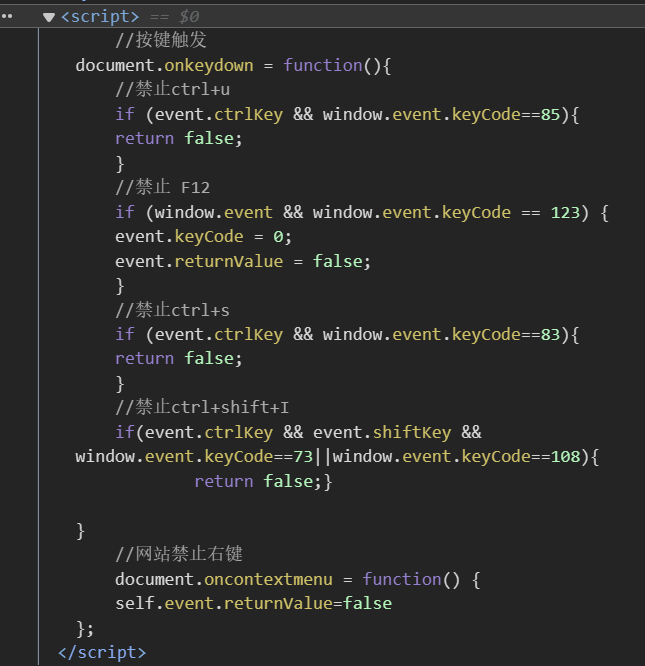 <script> == $0
//按键触发
document.onkeydown = function(){
//禁止ctrl+u
if (event.ctrlKey && window.event.keyCode==85){
return false;
}
//禁止 F12
if (window.event && window.event.keyCode == 123) {
event.keyCode = 0;
event.returnValue = false;
}
//禁止ctrl+s
if (event.ctrlKey && window.event.keyCode==83){
return false;
}
//禁止ctrl+shift+I
if(event.ctrlKey && event.shiftKey &&
window.event.keyCode==73||window.event.keyCode==108){
return false;}
}
//网站禁止右键
document.oncontextmenu = function() {
self.event.returnValue=false
};
</script>